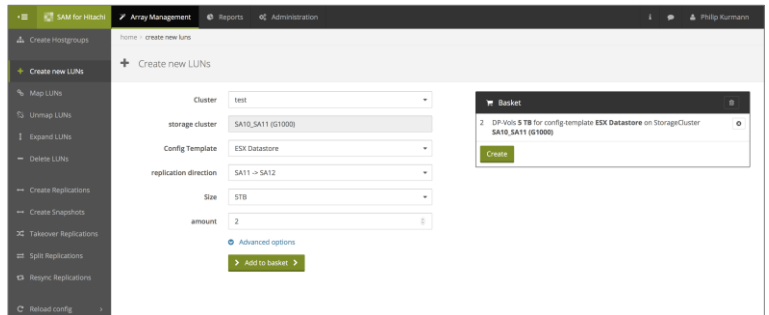 SAM for Hitachi
Array Management
Reports
Administration
i
Philip Kurmann
Create Hostgroups
Create new LUNs
Map LUNs
Unmap LUNs
Expand LUNs
Delete LUNs
Create Replications
Create Snapshots
Takeover Replications
Split Replications
Resync Replications
Reload config
home > create new luns
Create new LUNs
Cluster
test
storage cluster
SA10_SA11 (G1000)
Config Template
ESX Datastore
replication direction
SA11 -> SA12
Size
5TB
amount
2
Advanced options
Add to basket
Basket
2 DP-Vols 5 TB for config-template ESX Datastore on StorageCluster
SA10_SA11 (G1000)
Create